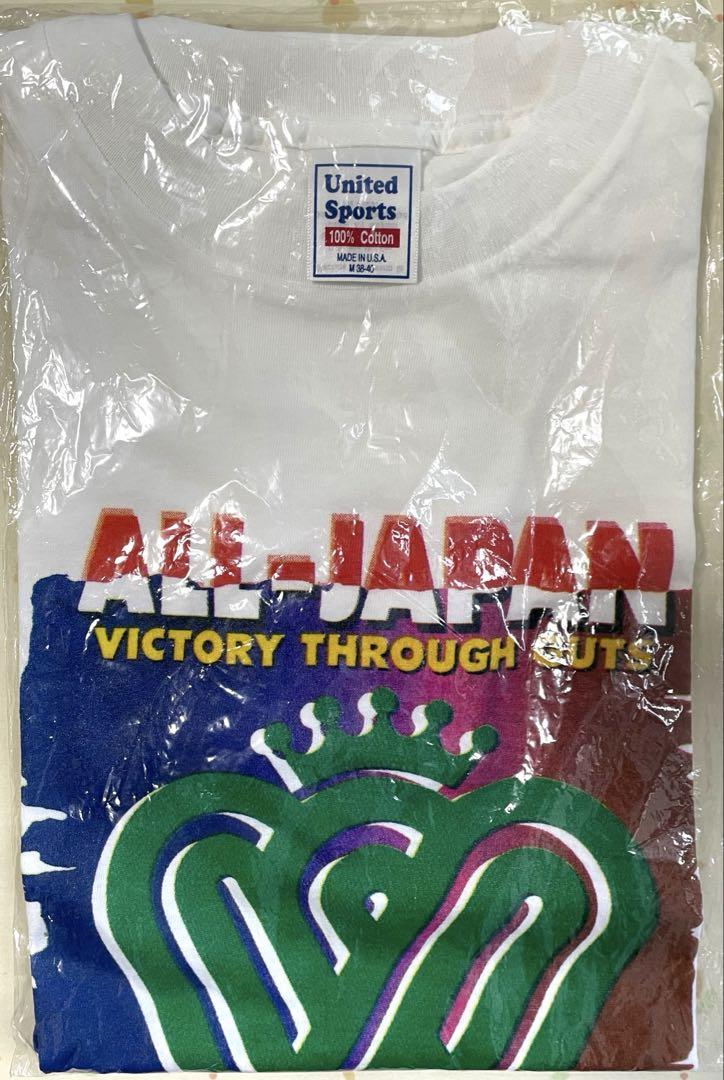 United
Sports
100% Cotton
MADE IN U.S.A.
M 38-40
ALL-JAPAN
VICTORY THROUGH GUTS